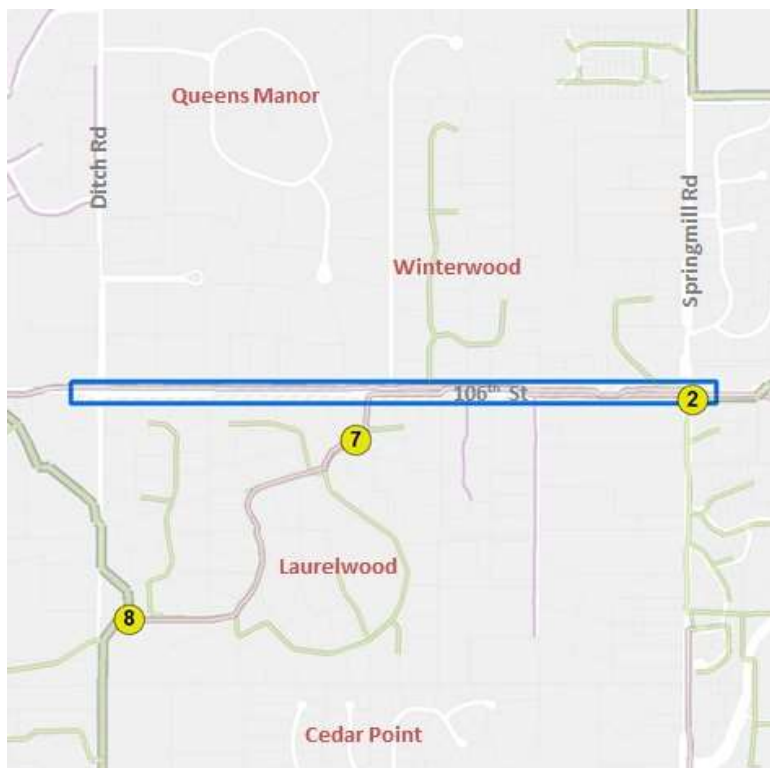 Queens Manor
Ditch Rd
Springmill Rd
Winterwood
106th St
2
7
Laurelwood
8
Cedar Point